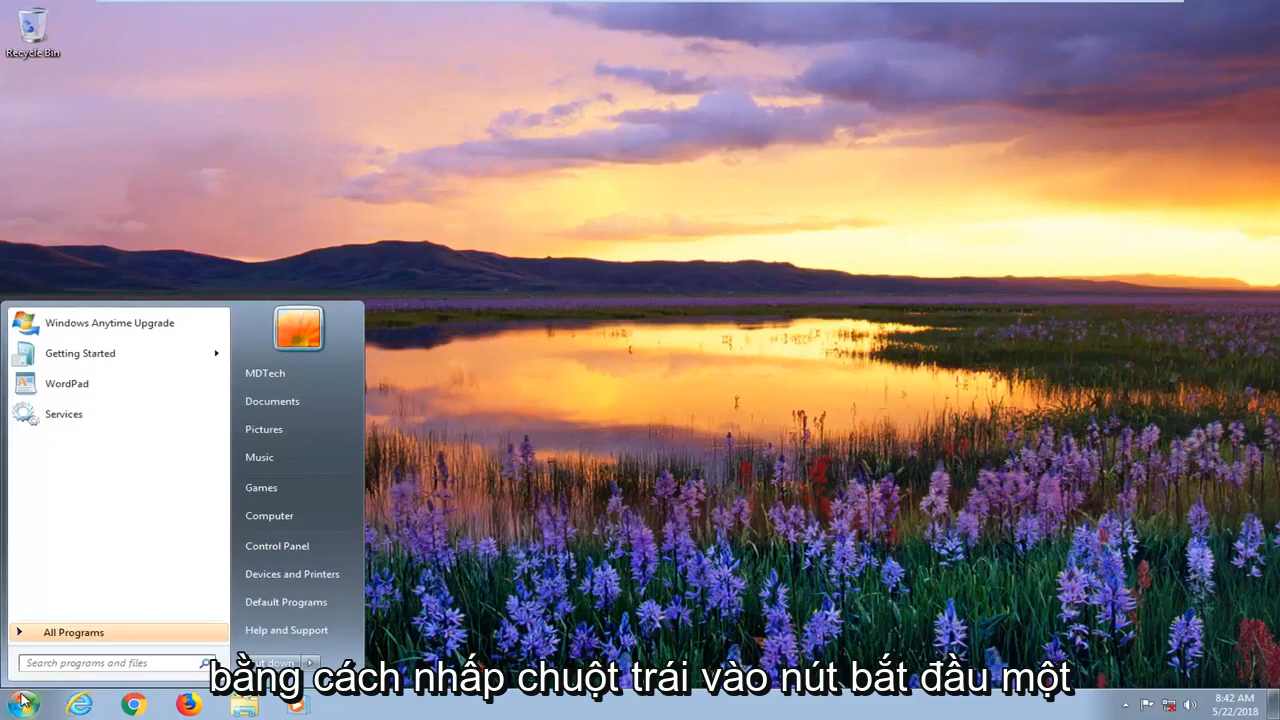 Recycle Bin
Windows Anytime Upgrade
Getting Started
WordPad
Services
All Programs
Search programs and files
MDTech
Documents
Pictures
Music
Games
Computer
Control Panel
Devices and Printers
Default Programs
Help and Support
down
bằng cách nhấp chuột trái vào nút bắt đầu một
8:42 AM
5/22/2018